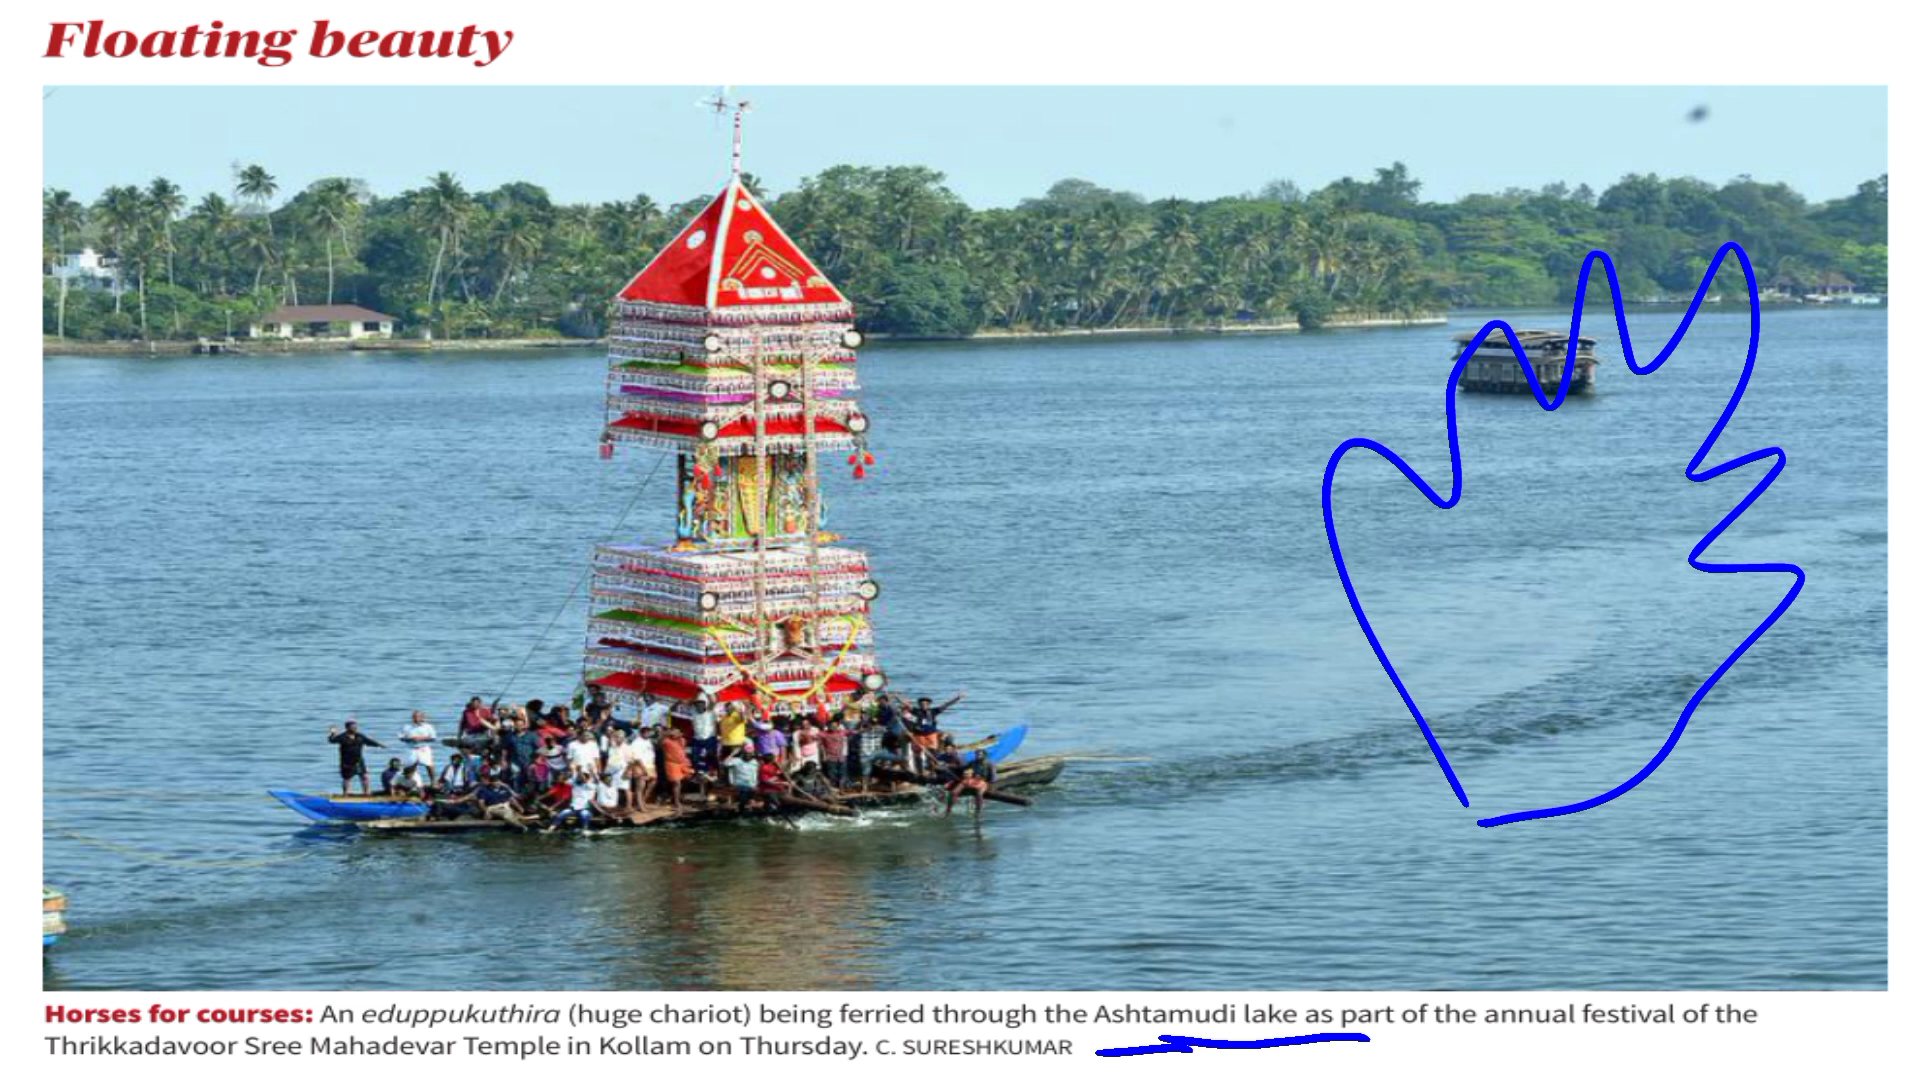 Floating beauty
Horses for courses: An eduppukuthira (huge chariot) being ferried through the Ashtamudi lake as part of the annual festival of the
Thrikkadavoor Sree Mahadevar Temple in Kollam on Thursday. C. SURESHKUMAR